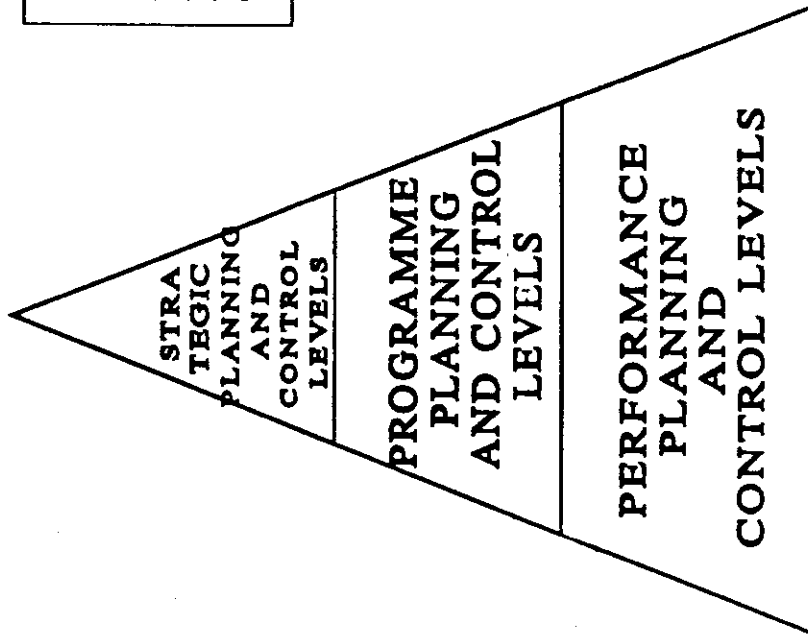 STRA
TEGIC
PLANNING
AND
CONTROL
LEVELS
PROGRAMME
PLANNING
AND CONTROL
LEVELS
PERFORMANCE
PLANNING
AND
CONTROL LEVELS